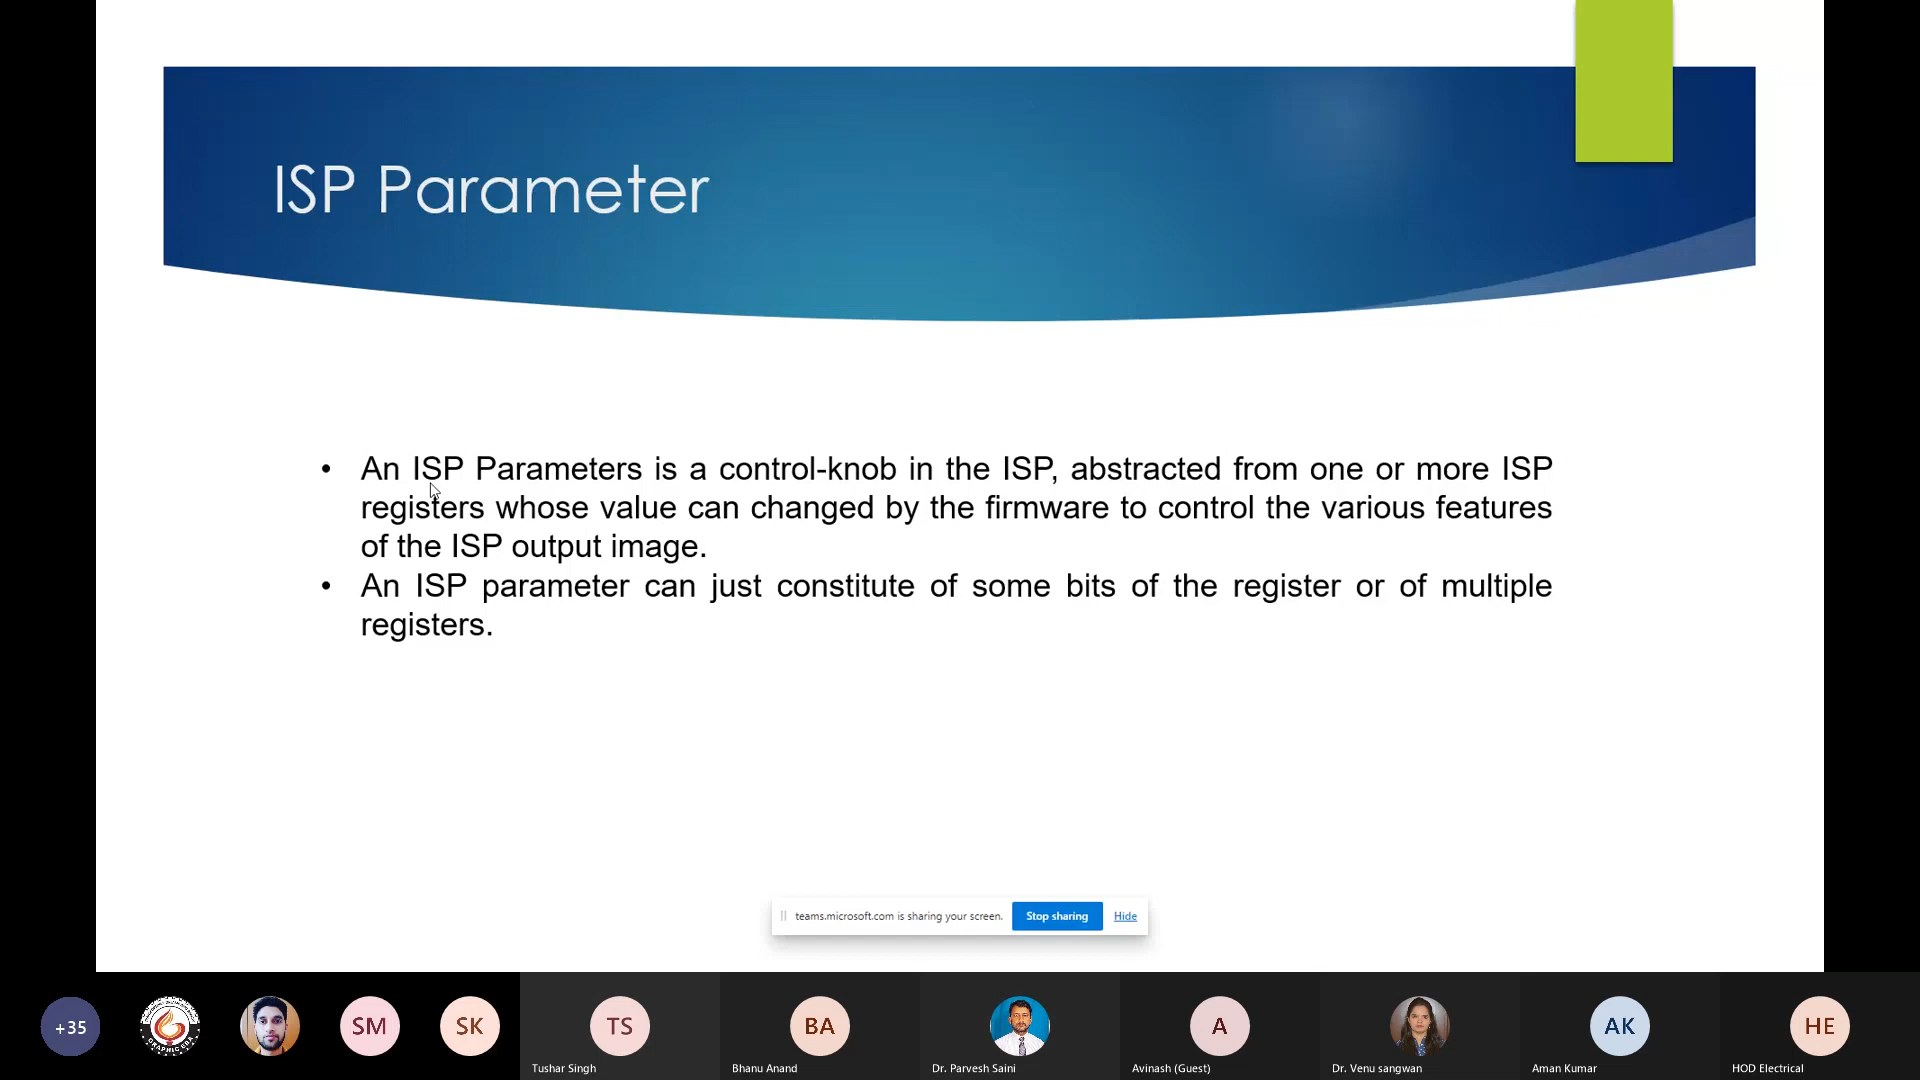 ISP Parameter
• An ISP Parameters is a control-knob in the ISP, abstracted from one or more ISP
registers whose value can changed by the firmware to control the various features
of the ISP output image.
• An ISP parameter can just constitute of some bits of the register or of multiple
registers.
teams.microsoft.com is sharing your screen. Stop sharing Hide
+35 SM SK TS BA A AK HE
GRAPHIC ERA
Tushar Singh Bhanu Anand Dr. Parvesh Saini Avinash (Guest) Dr. Venu sangwan Aman Kumar HOD Electrical